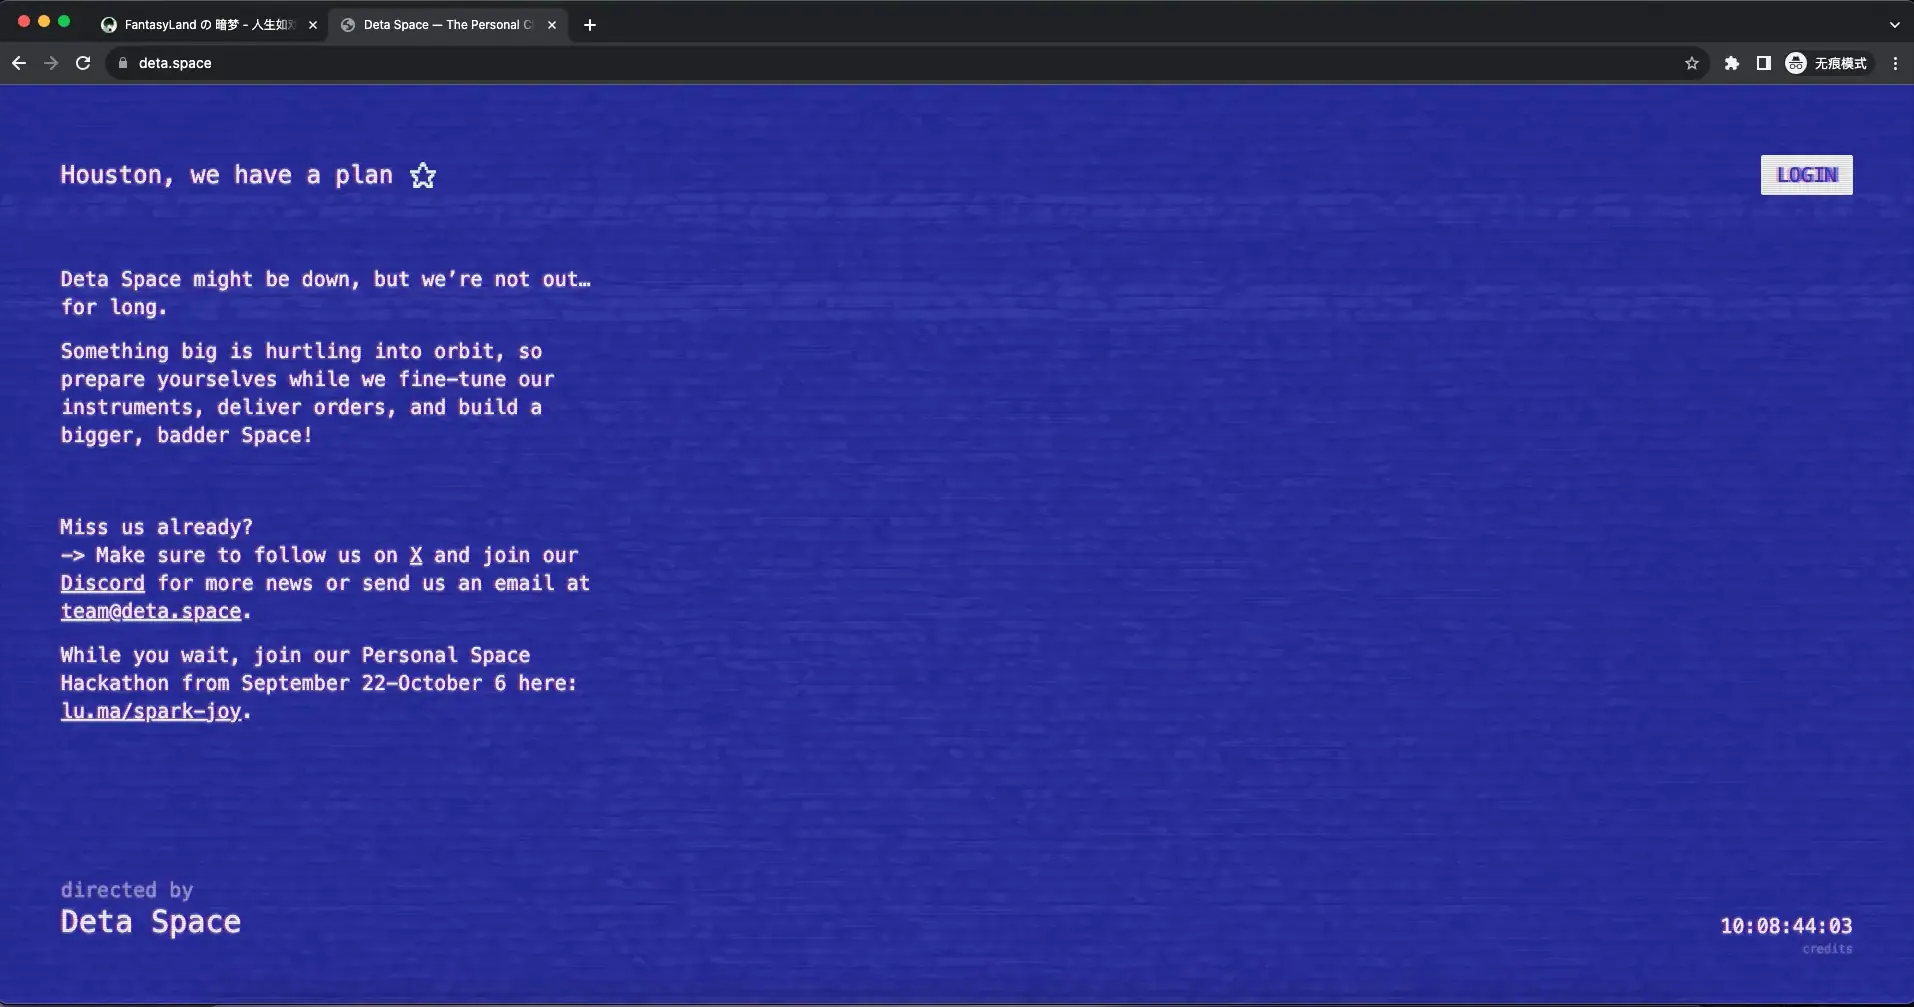 FantasyLand の 暗梦 - 人生如
Deta Space — The Personal C
deta.space
无痕模式
Houston, we have a plan
LOGIN
Deta Space might be down, but we’re not out…
for long.
Something big is hurtling into orbit, so
prepare yourselves while we fine-tune our
instruments, deliver orders, and build a
bigger, badder Space!
Miss us already?
—> Make sure to follow us on X and join our
Discord for more news or send us an email at
team@deta.space.
While you wait, join our Personal Space
Hackathon from September 22–October 6 here:
lu.ma/spark-joy.
directed by
Deta Space
10:08:44:03
credits